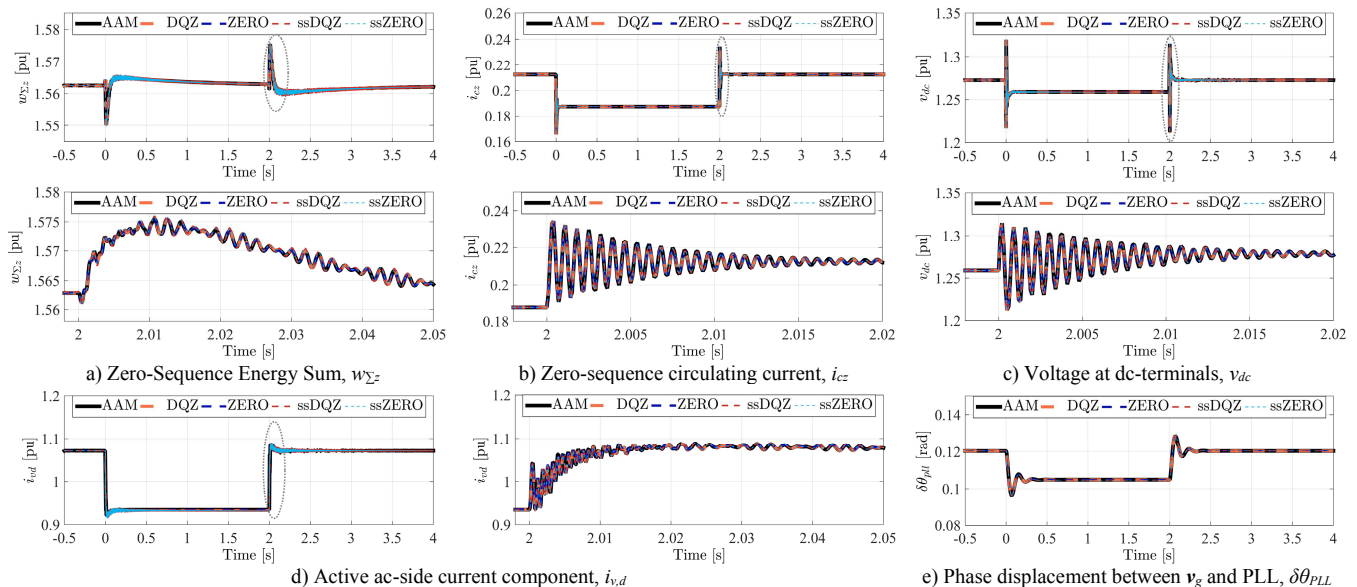 AAM DQZ ZERO ssDQZ ssZERO
1.58
1.57
1.56
1.55
w_{Σ,z} [pu]
-0.5 0 0.5 1 1.5 2 2.5 3 3.5 4
Time [s]
AAM DQZ ZERO ssDQZ ssZERO
0.26
0.24
0.22
0.2
0.18
0.16
i_{cz} [pu]
-0.5 0 0.5 1 1.5 2 2.5 3 3.5 4
Time [s]
AAM DQZ ZERO ssDQZ ssZERO
1.35
1.3
1.25
1.2
v_{dc} [pu]
-0.5 0 0.5 1 1.5 2 2.5 3 3.5 4
Time [s]
AAM DQZ ZERO ssDQZ ssZERO
1.58
1.575
1.57
1.565
1.56
w_{Σ,z} [pu]
2 2.01 2.02 2.03 2.04 2.05
Time [s]
a) Zero-Sequence Energy Sum, w_{Σz}
AAM DQZ ZERO ssDQZ ssZERO
0.24
0.22
0.2
0.18
i_{cz} [pu]
2 2.005 2.01 2.015 2.02
Time [s]
b) Zero-sequence circulating current, i_{cz}
AAM DQZ ZERO ssDQZ ssZERO
1.35
1.3
1.25
1.2
v_{dc} [pu]
2 2.005 2.01 2.015 2.02
Time [s]
c) Voltage at dc-terminals, v_{dc}
AAM DQZ ZERO ssDQZ ssZERO
1.2
1.1
1
0.9
i_{vd} [pu]
-0.5 0 0.5 1 1.5 2 2.5 3 3.5 4
Time [s]
AAM DQZ ZERO ssDQZ ssZERO
1.2
1.1
1
0.9
i_{vd} [pu]
2 2.01 2.02 2.03 2.04 2.05
Time [s]
d) Active ac-side current component, i_{v,d}
AAM DQZ ZERO ssDQZ ssZERO
0.14
0.12
0.1
0.08
δθ_{pll} [rad]
-0.5 0 0.5 1 1.5 2 2.5 3 3.5 4
Time [s]
e) Phase displacement between v_g and PLL, δθ_{PLL}